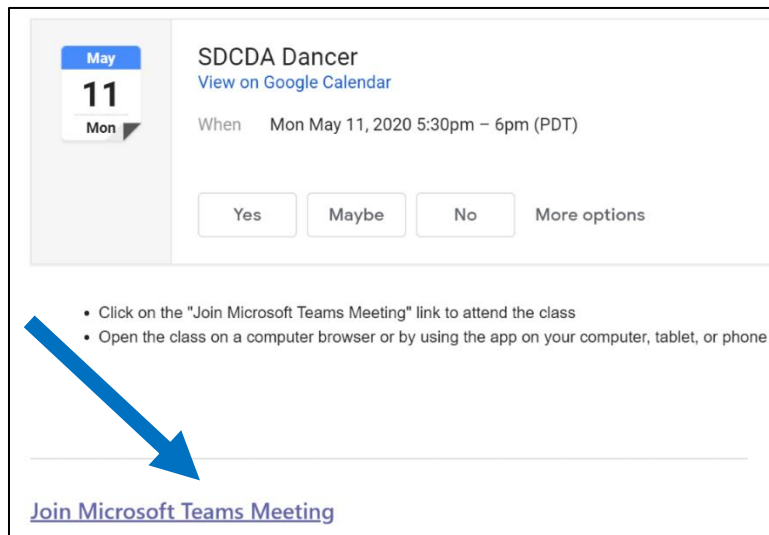 May
11
Mon
SDCDA Dancer
View on Google Calendar
When Mon May 11, 2020 5:30pm – 6pm (PDT)
Yes Maybe No More options
• Click on the "Join Microsoft Teams Meeting" link to attend the class
• Open the class on a computer browser or by using the app on your computer, tablet, or phone
Join Microsoft Teams Meeting